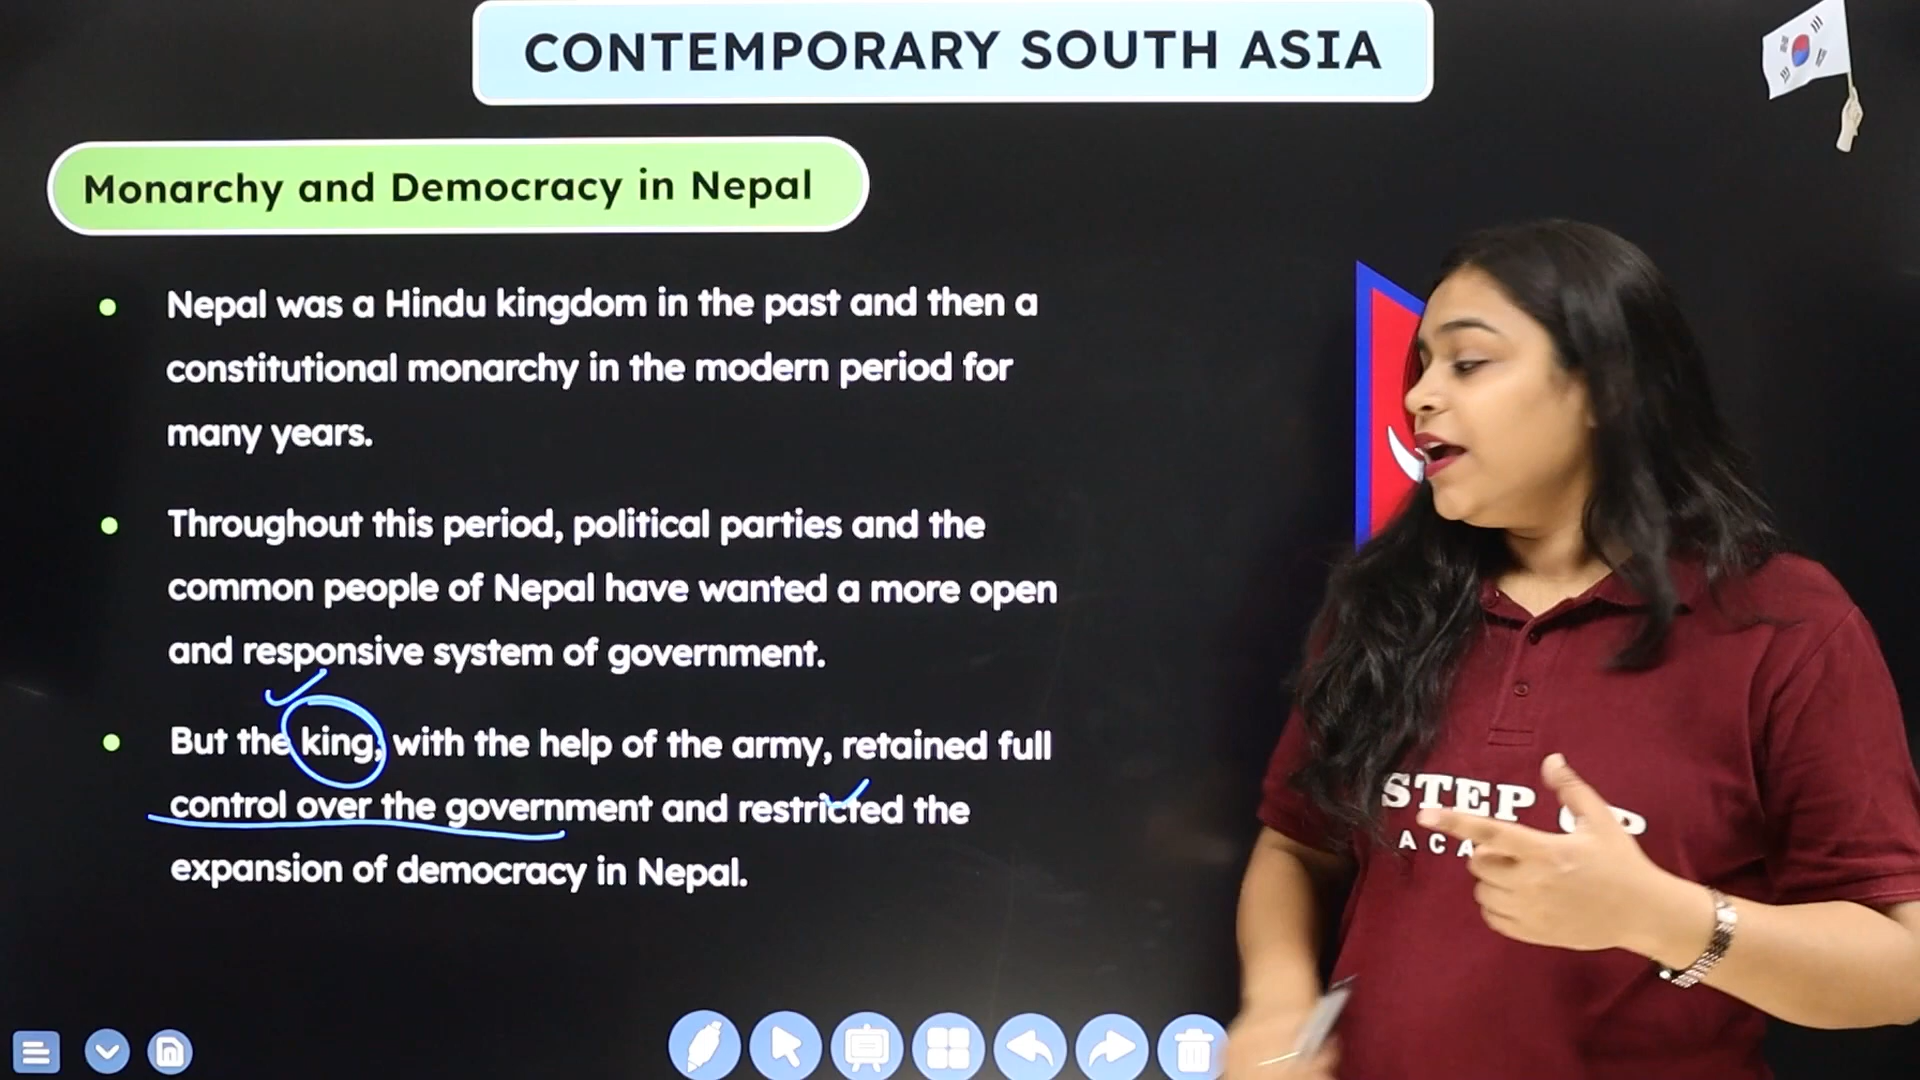 CONTEMPORARY SOUTH ASIA
Monarchy and Democracy in Nepal
Nepal was a Hindu kingdom in the past and then a
constitutional monarchy in the modern period for
many years.
Throughout this period, political parties and the
common people of Nepal have wanted a more open
and responsive system of government.
But the king, with the help of the army, retained full
control over the government and restricted the
expansion of democracy in Nepal.
STEP